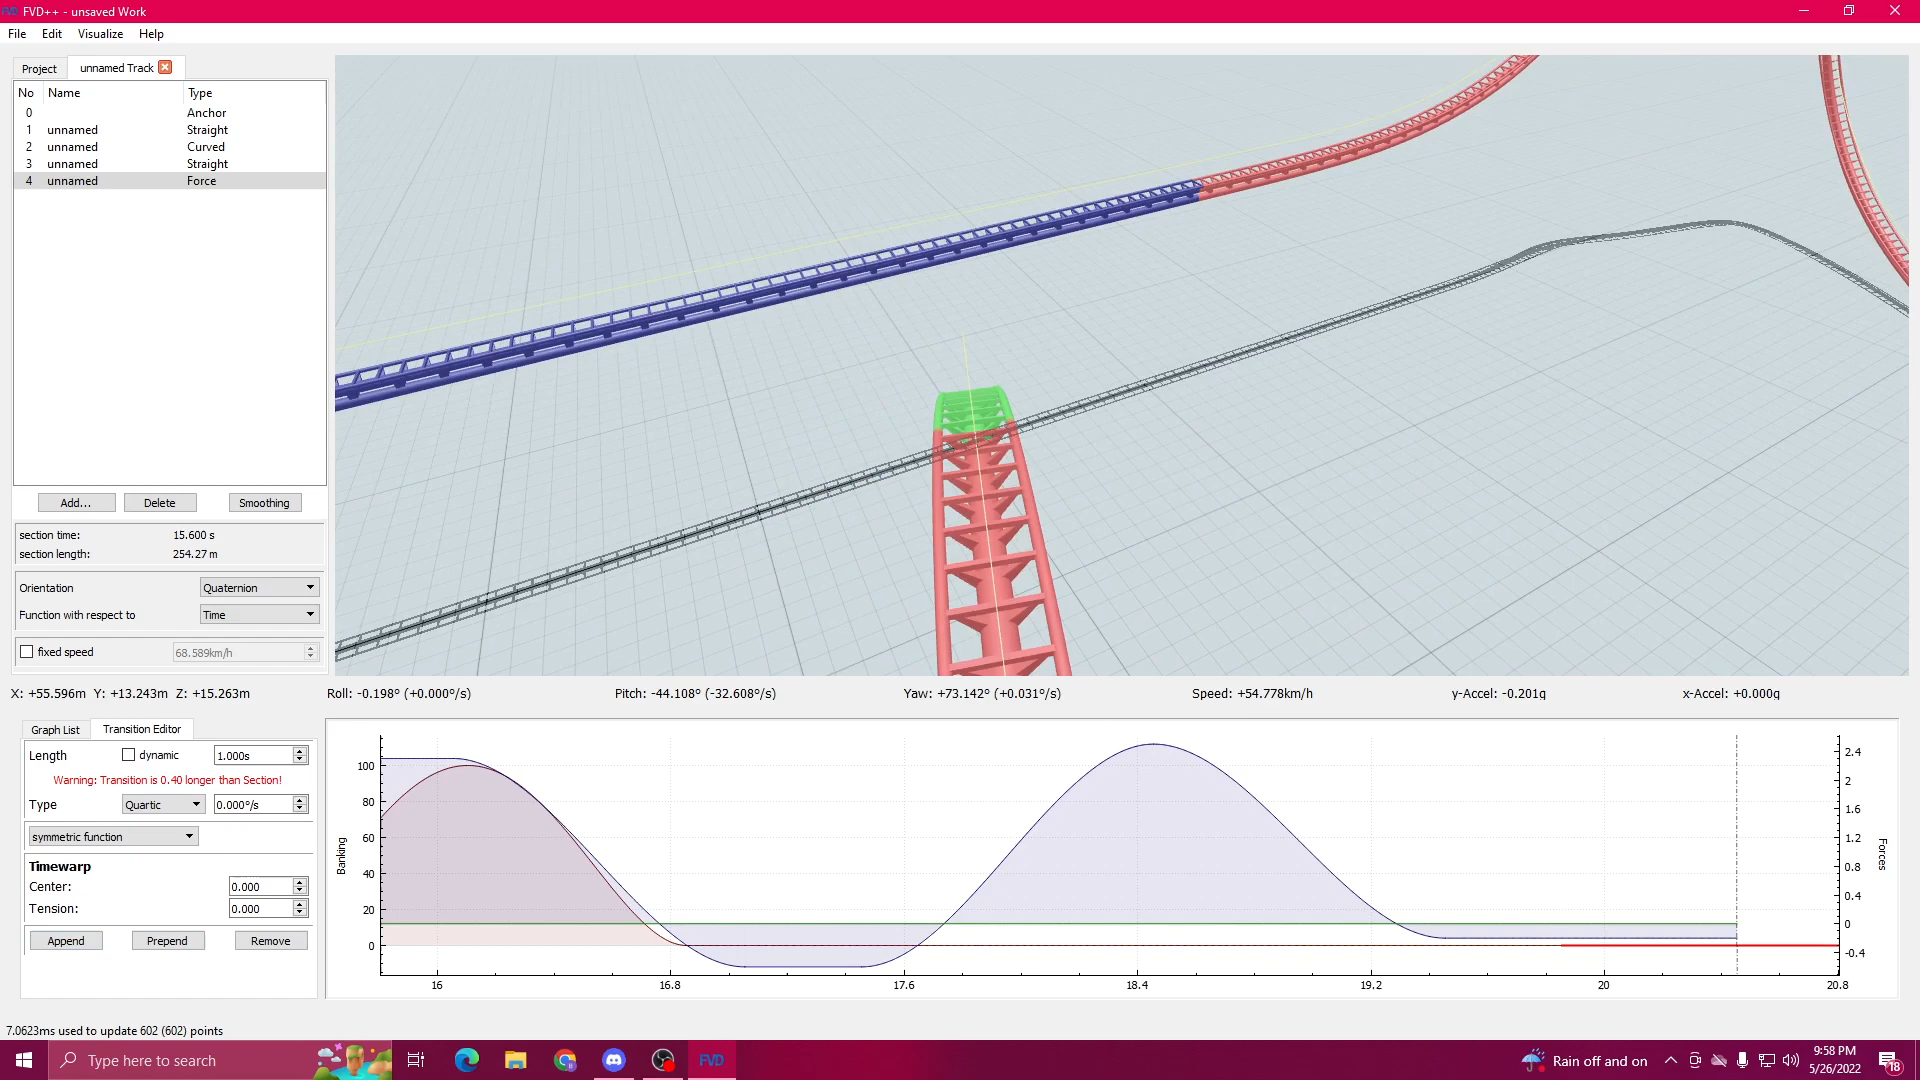 FVD FVD++ - unsaved Work
File Edit Visualize Help
Project unnamed Track
No Name Type
0 Anchor
1 unnamed Straight
2 unnamed Curved
3 unnamed Straight
4 unnamed Force
Add... Delete Smoothing
section time: 15.600 s
section length: 254.27 m
Orientation Quaternion
Function with respect to Time
fixed speed 68.589km/h
X: +55.596m Y: +13.243m Z: +15.263m Roll: -0.198° (+0.000°/s) Pitch: -44.108° (-32.608°/s) Yaw: +73.142° (+0.031°/s) Speed: +54.778km/h y-Accel: -0.201g x-Accel: +0.000g
Graph List Transition Editor
Length dynamic 1.000s
Warning: Transition is 0.40 longer than Section!
Type Quartic 0.000°/s
symmetric function
Timewarp
Center: 0.000
Tension: 0.000
Append Prepend Remove
Banking
100
80
60
40
20
0
16 16.8 17.6 18.4 19.2 20 20.8
2.4
2
1.6
1.2
0.8
0.4
0
-0.4
Forces
7.0623ms used to update 602 (602) points
Type here to search
FVD
Rain off and on
9:58 PM
5/26/2022
18